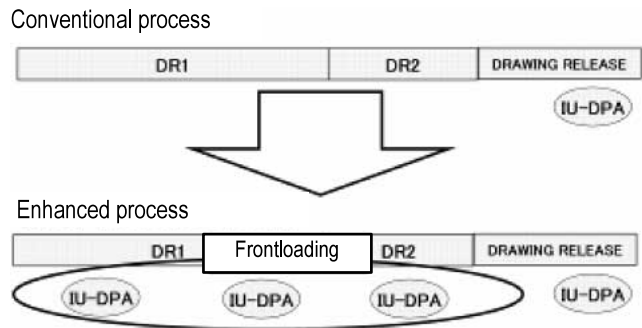 Conventional process
DR1 DR2 DRAWING RELEASE
IU-DPA
Enhanced process
DR1 Frontloading DR2 DRAWING RELEASE
IU-DPA IU-DPA IU-DPA IU-DPA